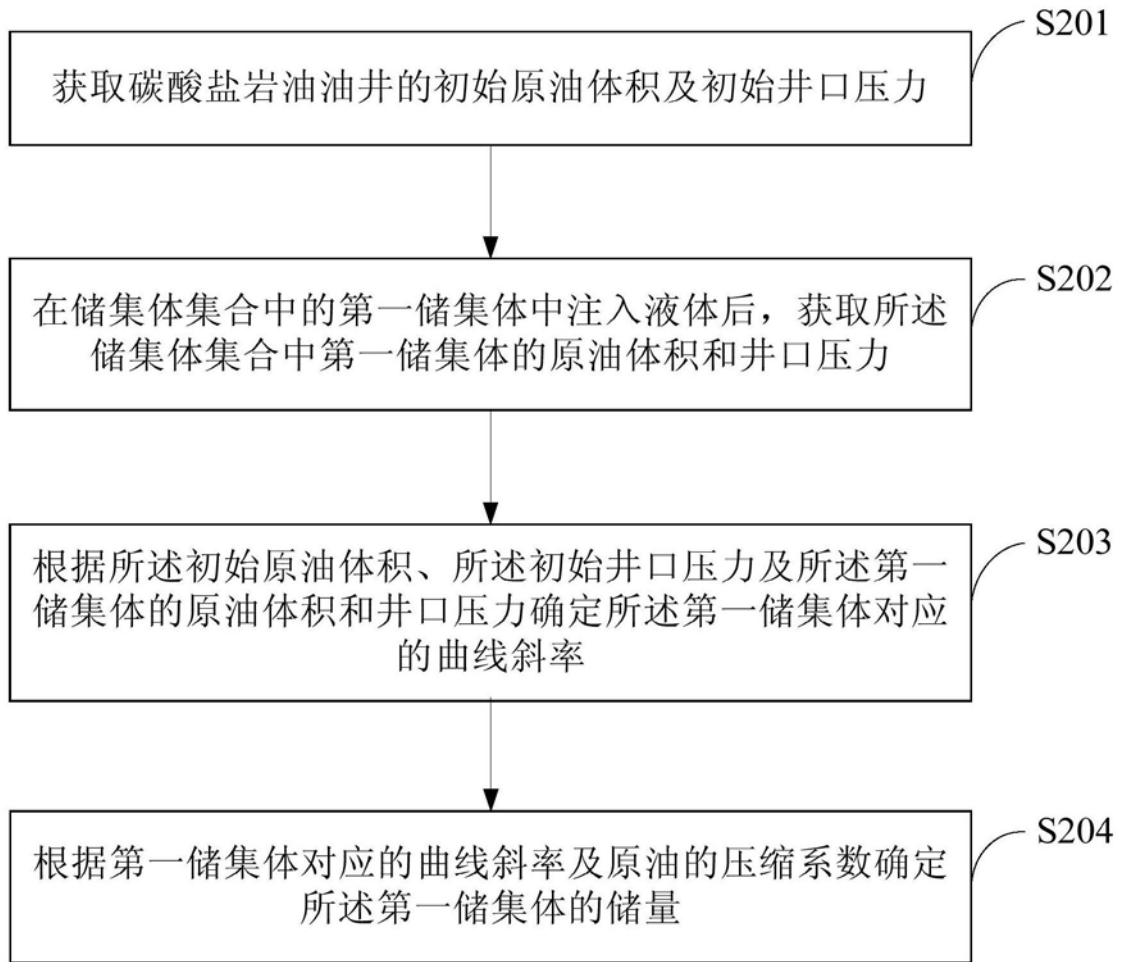 S201
获取碳酸盐岩油油井的初始原油体积及初始井口压力
S202
在储集体集合中的第一储集体中注入液体后，获取所述
储集体集合中第一储集体的原油体积和井口压力
S203
根据所述初始原油体积、所述初始井口压力及所述第一
储集体的原油体积和井口压力确定所述第一储集体对应
的曲线斜率
S204
根据第一储集体对应的曲线斜率及原油的压缩系数确定
所述第一储集体的储量